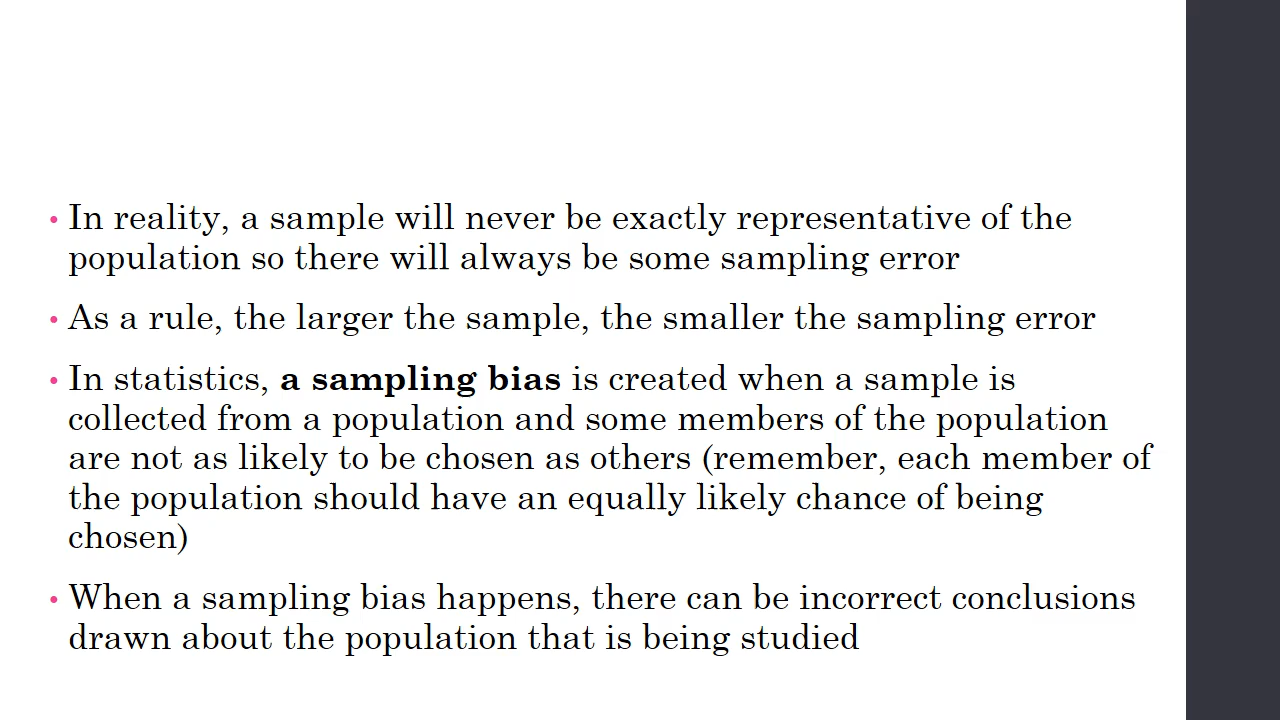 • In reality, a sample will never be exactly representative of the
population so there will always be some sampling error
• As a rule, the larger the sample, the smaller the sampling error
• In statistics, a sampling bias is created when a sample is
collected from a population and some members of the population
are not as likely to be chosen as others (remember, each member of
the population should have an equally likely chance of being
chosen)
• When a sampling bias happens, there can be incorrect conclusions
drawn about the population that is being studied